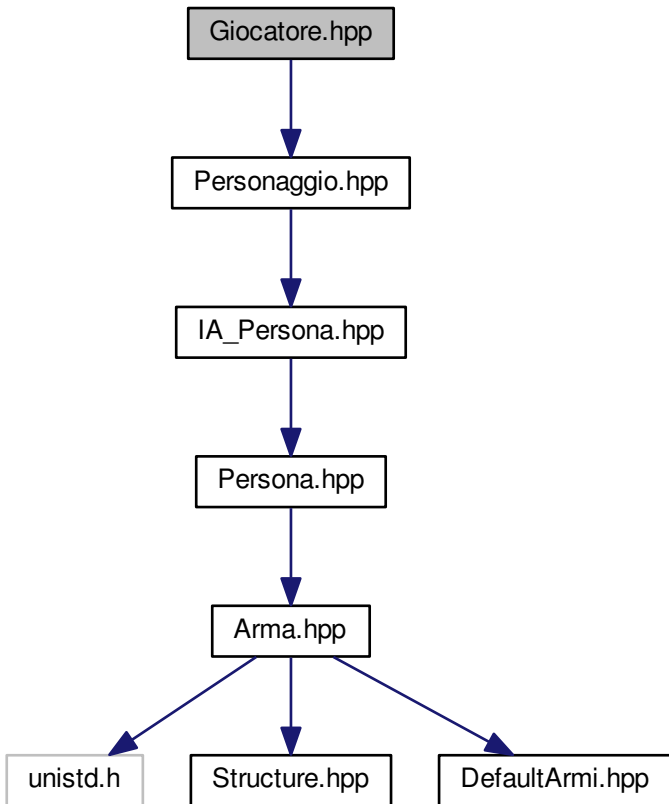 Giocatore.hpp
Personaggio.hpp
IA_Persona.hpp
Persona.hpp
Arma.hpp
unistd.h
Structure.hpp
DefaultArmi.hpp